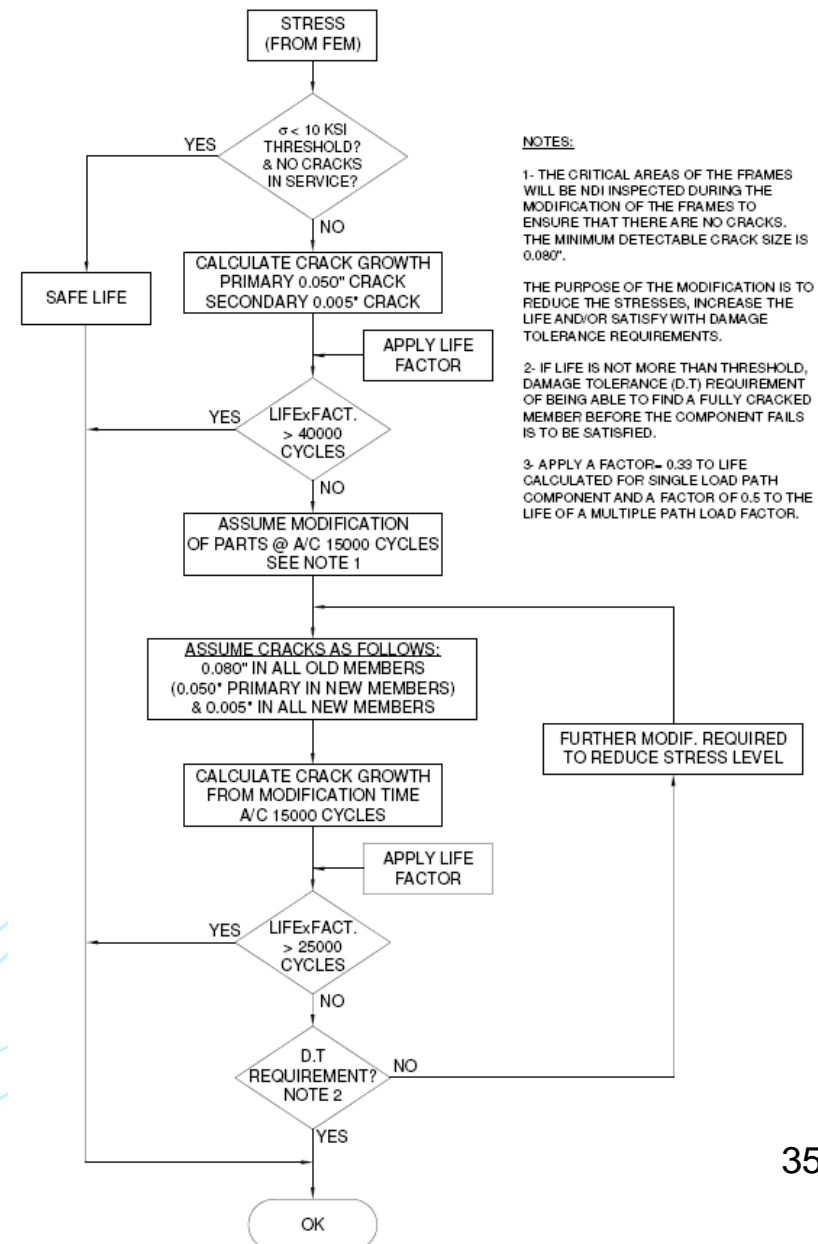 STRESS
(FROM FEM)
σ < 10 KSI
THRESHOLD?
& NO CRACKS
IN SERVICE?
YES
NO
SAFE LIFE
CALCULATE CRACK GROWTH
PRIMARY 0.050" CRACK
SECONDARY 0.005" CRACK
APPLY LIFE
FACTOR
LIFExFACT.
> 40000
CYCLES
YES
NO
ASSUME MODIFICATION
OF PARTS @ A/C 15000 CYCLES
SEE NOTE 1
ASSUME CRACKS AS FOLLOWS:
0.080" IN ALL OLD MEMBERS
(0.050" PRIMARY IN NEW MEMBERS)
& 0.005" IN ALL NEW MEMBERS
CALCULATE CRACK GROWTH
FROM MODIFICATION TIME
A/C 15000 CYCLES
APPLY LIFE
FACTOR
LIFExFACT.
> 25000
CYCLES
YES
NO
D.T
REQUIREMENT?
NOTE 2
NO
YES
FURTHER MODIF. REQUIRED
TO REDUCE STRESS LEVEL
OK
NOTES:
1- THE CRITICAL AREAS OF THE FRAMES
WILL BE NDI INSPECTED DURING THE
MODIFICATION OF THE FRAMES TO
ENSURE THAT THERE ARE NO CRACKS.
THE MINIMUM DETECTABLE CRACK SIZE IS
0.080".
THE PURPOSE OF THE MODIFICATION IS TO
REDUCE THE STRESSES, INCREASE THE
LIFE AND/OR SATISFY WITH DAMAGE
TOLERANCE REQUIREMENTS.
2- IF LIFE IS NOT MORE THAN THRESHOLD,
DAMAGE TOLERANCE (D.T) REQUIREMENT
OF BEING ABLE TO FIND A FULLY CRACKED
MEMBER BEFORE THE COMPONENT FAILS
IS TO BE SATISFIED.
3- APPLY A FACTOR= 0.33 TO LIFE
CALCULATED FOR SINGLE LOAD PATH
COMPONENT AND A FACTOR OF 0.5 TO THE
LIFE OF A MULTIPLE PATH LOAD FACTOR.
35